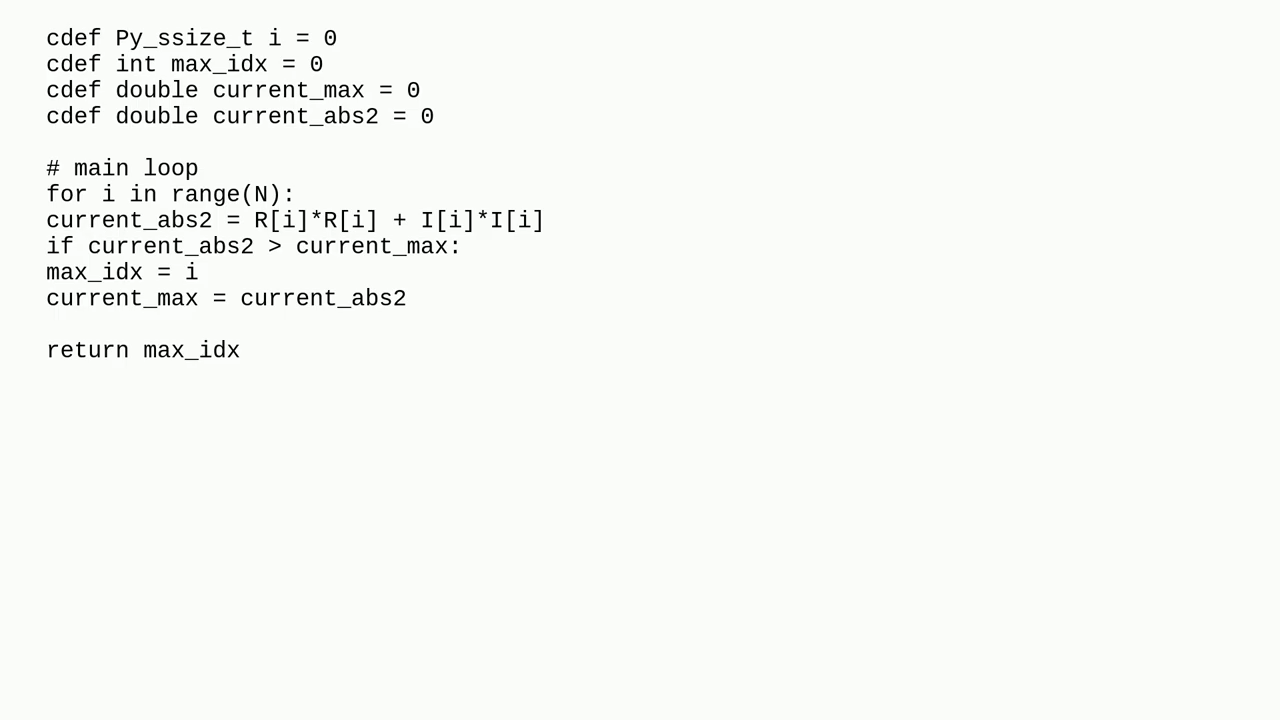 cdef Py_ssize_t i = 0
cdef int max_idx = 0
cdef double current_max = 0
cdef double current_abs2 = 0

# main loop
for i in range(N):
current_abs2 = R[i]*R[i] + I[i]*I[i]
if current_abs2 > current_max:
max_idx = i
current_max = current_abs2

return max_idx